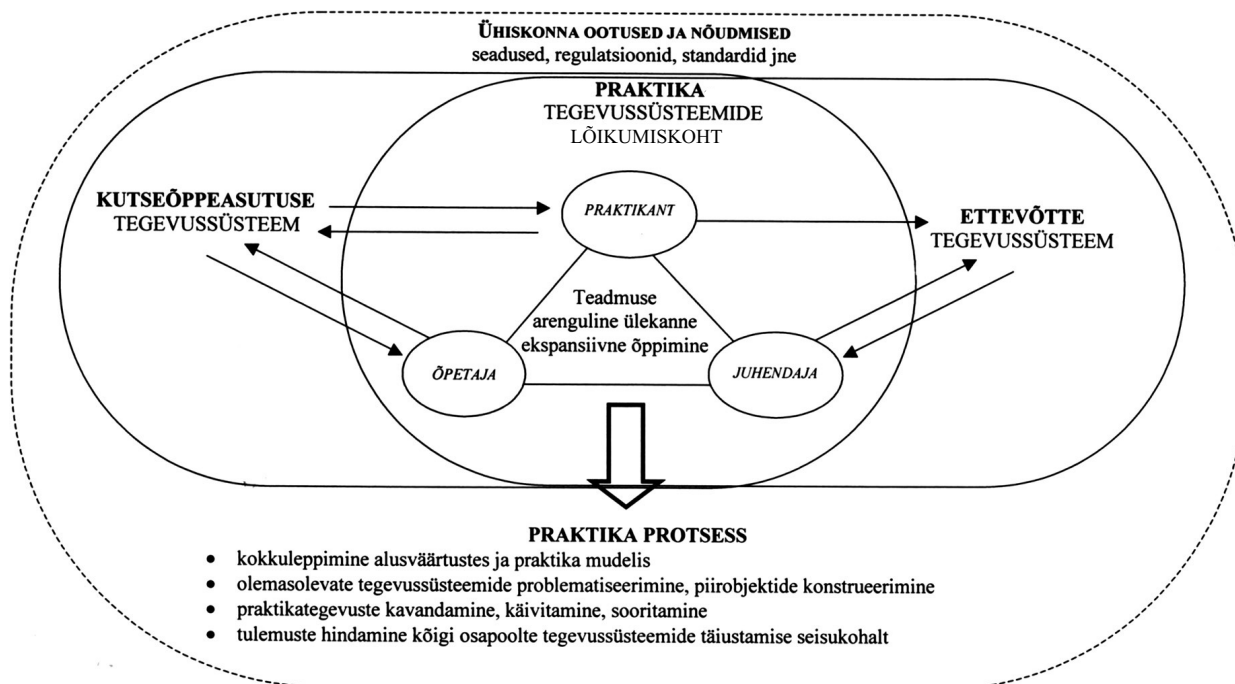 ÜHISKONNA OOTUSED JA NÕUDMISED
seadused, regulatsioonid, standardid jne
PRAKTIKA
TEGEVUSSÜSTEEMIDE
LÕIKUMISKOHT
KUTSEÕPPEASUTUSE
TEGEVUSSÜSTEEM
PRAKTIKANT
ETTEVÕTTE
TEGEVUSSÜSTEEM
Teadmuse
arenguline ülekanne
ekspansiivne õppimine
ÕPETAJA
JUHENDAJA
PRAKTIKA PROTSESS
• kokkuleppimine alusväärtustes ja praktika mudelis
• olemasolevate tegevussüsteemide problematiseerimine, piirobjektide konstrueerimine
• praktikategevuste kavandamine, käivitamine, sooritamine
• tulemuste hindamine kõigi osapoolte tegevussüsteemide täiustamise seisukohalt